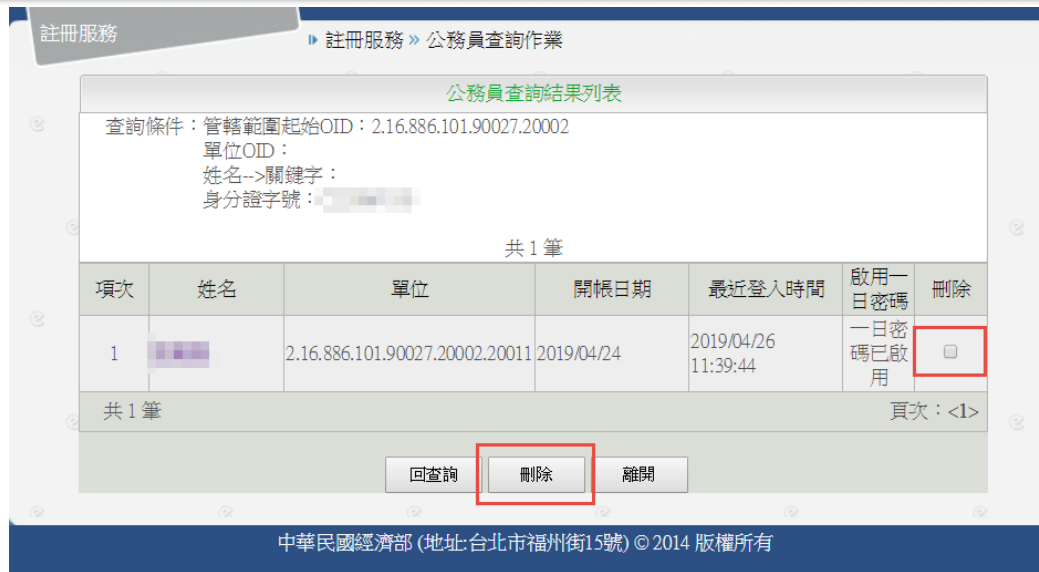 註冊服務
註冊服務 » 公務員查詢作業
公務員查詢結果列表
查詢條件：管轄範圍起始OID：2.16.886.101.90027.20002
單位OID：
姓名-->關鍵字：
身分證字號：
共 1 筆
項次 姓名 單位 開帳日期 最近登入時間 啟用一日密碼 刪除
1 2.16.886.101.90027.20002.20011 2019/04/24 2019/04/26 11:39:44 一日密碼已啟用
共 1 筆 頁次：<1>
回查詢 刪除 離開
中華民國經濟部 (地址:台北市福州街15號) © 2014 版權所有